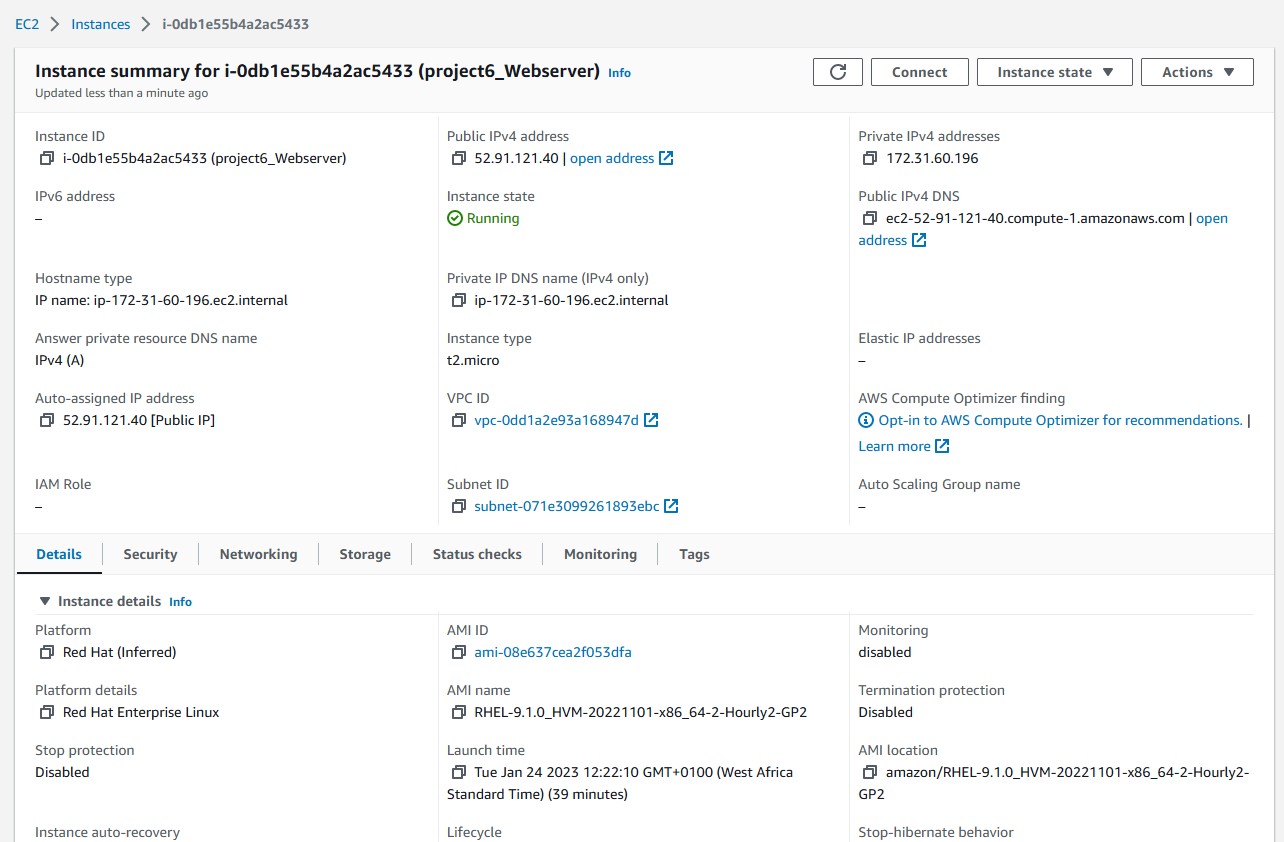 EC2 > Instances > i-0db1e55b4a2ac5433
Instance summary for i-0db1e55b4a2ac5433 (project6_Webserver) Info
Updated less than a minute ago
Connect
Instance state
Actions
Instance ID
i-0db1e55b4a2ac5433 (project6_Webserver)
Public IPv4 address
52.91.121.40 | open address
Private IPv4 addresses
172.31.60.196
IPv6 address
–
Instance state
Running
Public IPv4 DNS
ec2-52-91-121-40.compute-1.amazonaws.com | open
address
Hostname type
IP name: ip-172-31-60-196.ec2.internal
Private IP DNS name (IPv4 only)
ip-172-31-60-196.ec2.internal
Answer private resource DNS name
IPv4 (A)
Instance type
t2.micro
Elastic IP addresses
–
Auto-assigned IP address
52.91.121.40 [Public IP]
VPC ID
vpc-0dd1a2e93a168947d
AWS Compute Optimizer finding
Opt-in to AWS Compute Optimizer for recommendations. |
Learn more
IAM Role
–
Subnet ID
subnet-071e3099261893ebc
Auto Scaling Group name
–
Details
Security
Networking
Storage
Status checks
Monitoring
Tags
Instance details Info
Platform
Red Hat (Inferred)
AMI ID
ami-08e637cea2f053dfa
Monitoring
disabled
Platform details
Red Hat Enterprise Linux
AMI name
RHEL-9.1.0_HVM-20221101-x86_64-2-Hourly2-GP2
Termination protection
Disabled
Stop protection
Disabled
Launch time
Tue Jan 24 2023 12:22:10 GMT+0100 (West Africa
Standard Time) (39 minutes)
AMI location
amazon/RHEL-9.1.0_HVM-20221101-x86_64-2-Hourly2-
GP2
Instance auto-recovery
Lifecycle
Stop-hibernate behavior